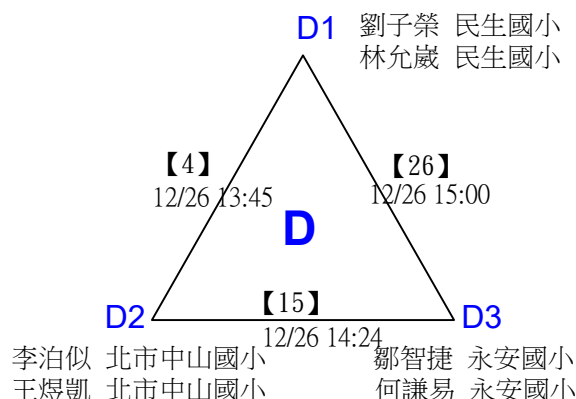 D1 劉子榮 民生國小
林允崴 民生國小
【4】
12/26 13:45
【26】
12/26 15:00
D
D2
【15】
12/26 14:24
D3
李泊似 北市中山國小
王煜凱 北市中山國小
鄒智捷 永安國小
何謙易 永安國小